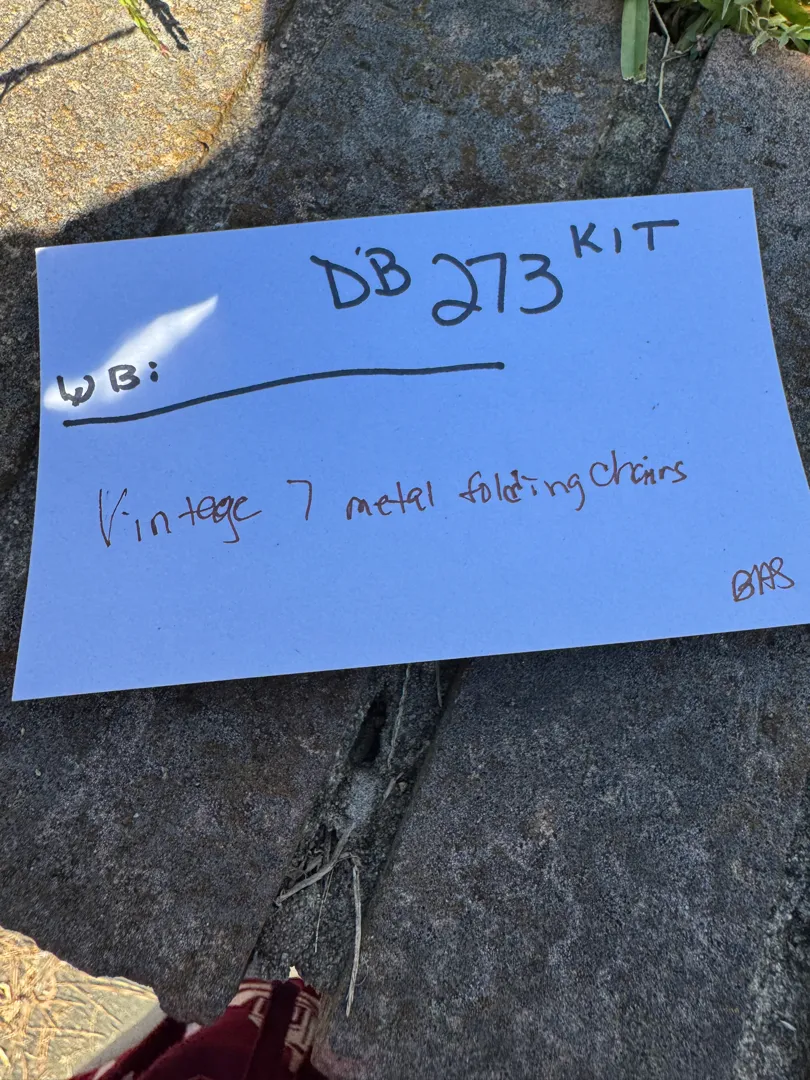 DB 273 KIT
WB:
Vintage 7 metal folding chairs
BAS